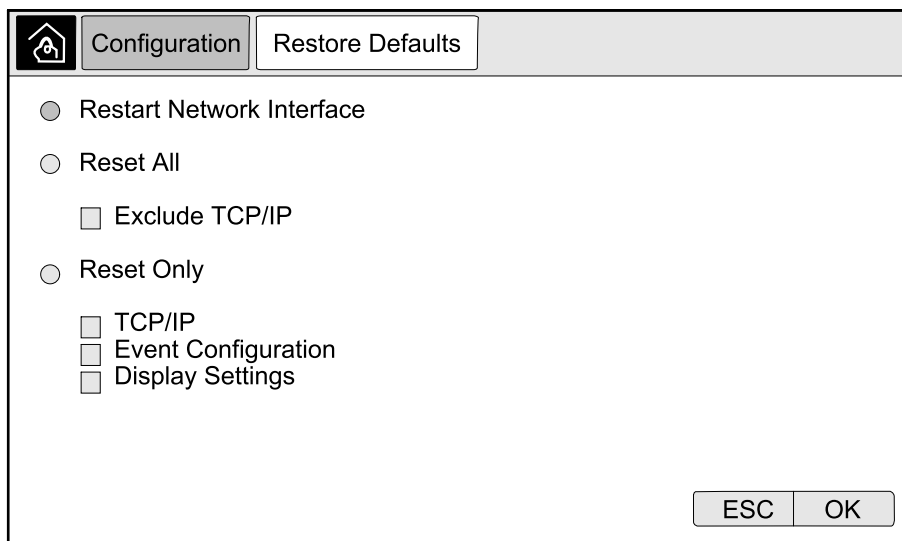 Configuration Restore Defaults
Restart Network Interface
Reset All
Exclude TCP/IP
Reset Only
TCP/IP
Event Configuration
Display Settings
ESC OK